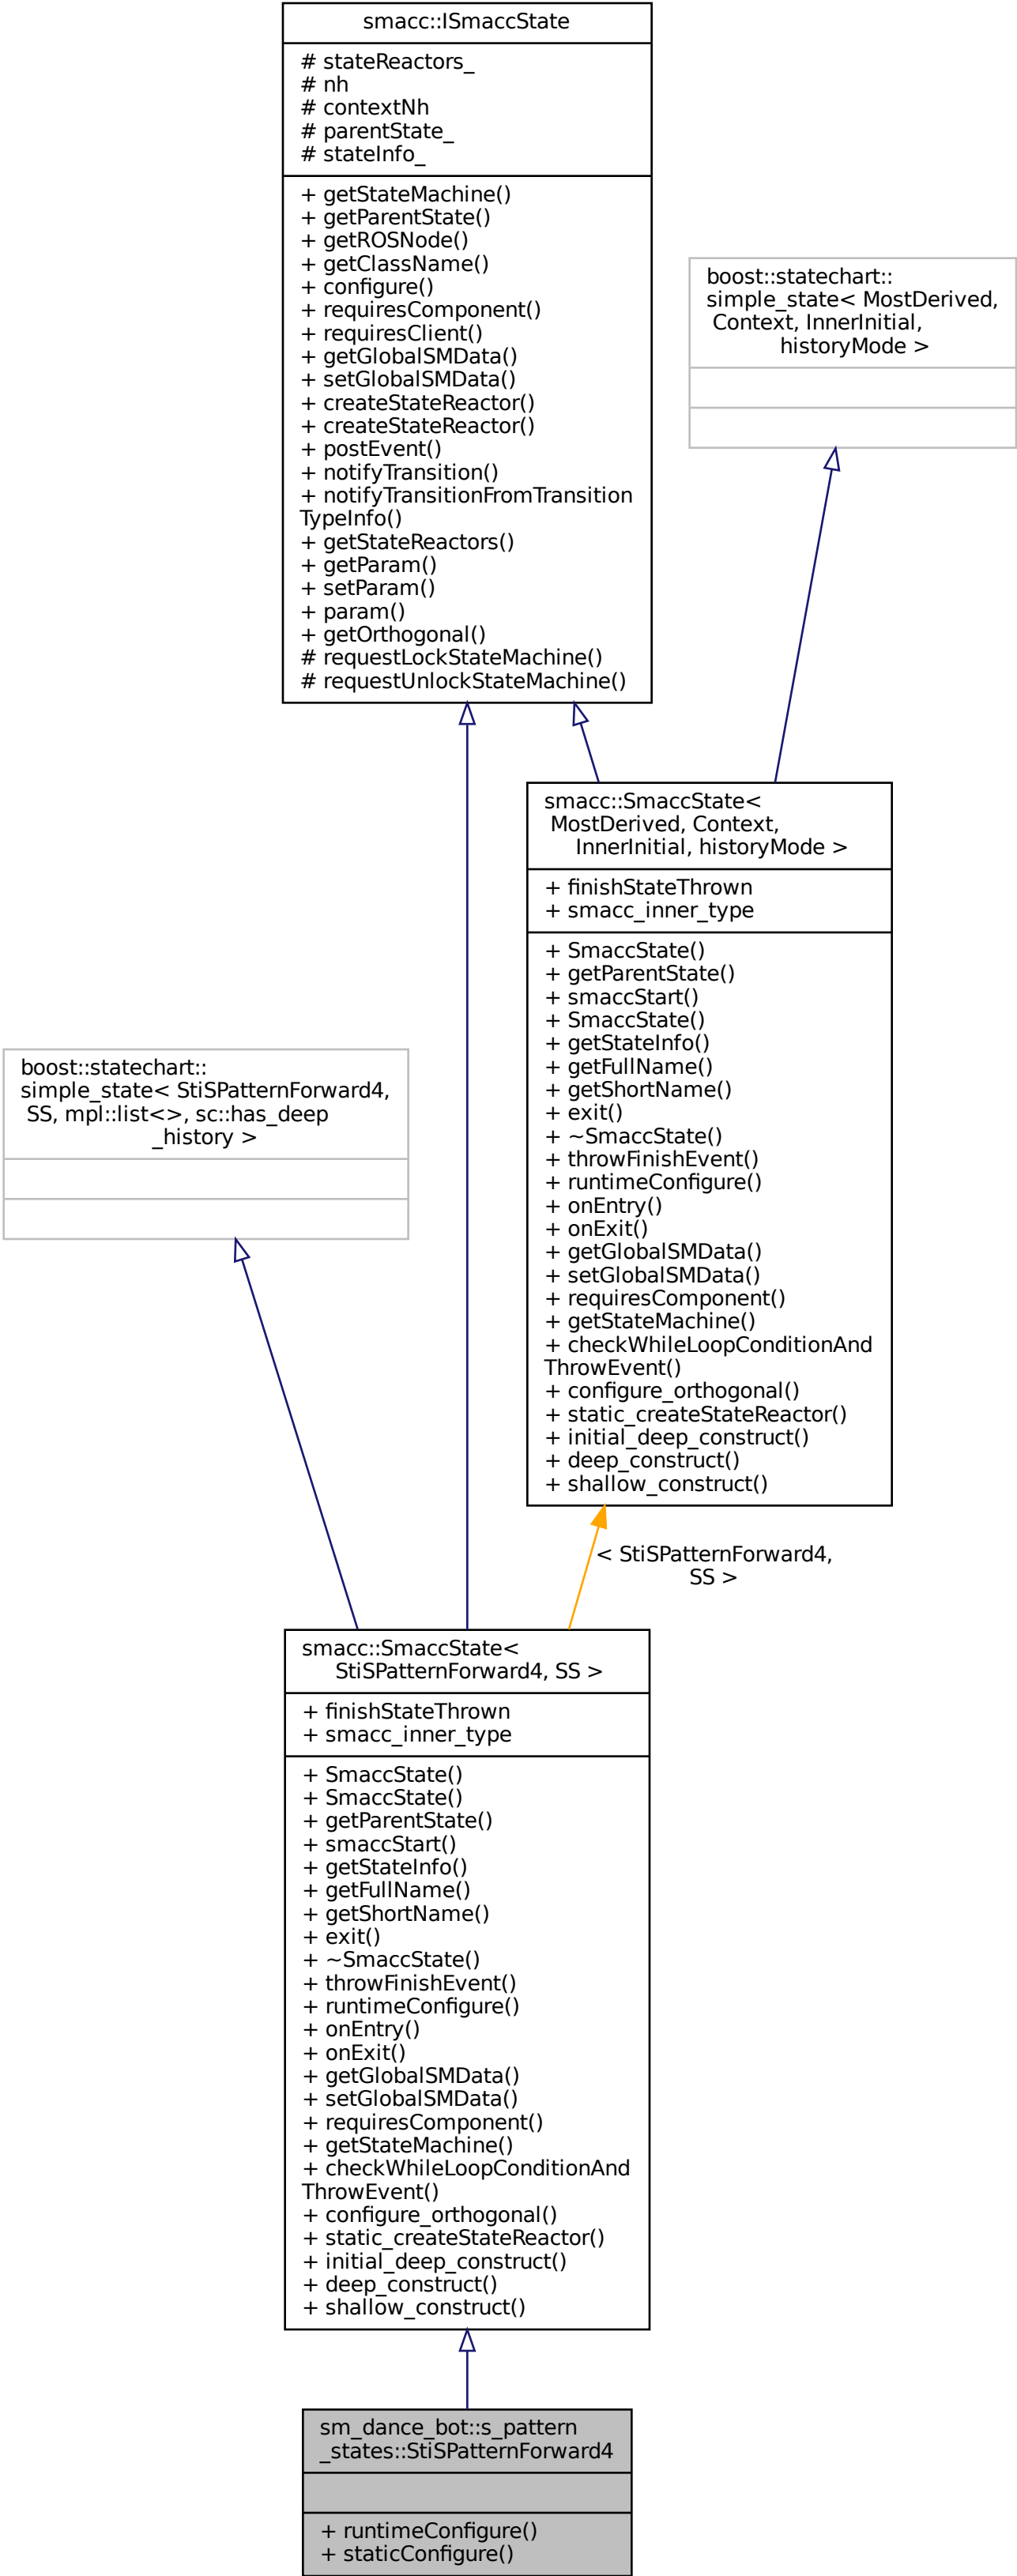 smacc::ISmaccState
# stateReactors_
# nh
# contextNh
# parentState_
# stateInfo_
+ getStateMachine()
+ getParentState()
+ getROSNode()
+ getClassName()
+ configure()
+ requiresComponent()
+ requiresClient()
+ getGlobalSMData()
+ setGlobalSMData()
+ createStateReactor()
+ createStateReactor()
+ postEvent()
+ notifyTransition()
+ notifyTransitionFromTransition
TypeInfo()
+ getStateReactors()
+ getParam()
+ setParam()
+ param()
+ getOrthogonal()
# requestLockStateMachine()
# requestUnlockStateMachine()
boost::statechart::
simple_state< MostDerived,
Context, InnerInitial,
historyMode >
smacc::SmaccState<
MostDerived, Context,
InnerInitial, historyMode >
+ finishStateThrown
+ smacc_inner_type
+ SmaccState()
+ getParentState()
+ smaccStart()
+ SmaccState()
+ getStateInfo()
+ getFullName()
+ getShortName()
+ exit()
+ ~SmaccState()
+ throwFinishEvent()
+ runtimeConfigure()
+ onEntry()
+ onExit()
+ getGlobalSMData()
+ setGlobalSMData()
+ requiresComponent()
+ getStateMachine()
+ checkWhileLoopConditionAnd
ThrowEvent()
+ configure_orthogonal()
+ static_createStateReactor()
+ initial_deep_construct()
+ deep_construct()
+ shallow_construct()
boost::statechart::
simple_state< StiSPatternForward4,
SS, mpl::list<>, sc::has_deep
_history >
< StiSPatternForward4,
SS >
smacc::SmaccState<
StiSPatternForward4, SS >
+ finishStateThrown
+ smacc_inner_type
+ SmaccState()
+ SmaccState()
+ getParentState()
+ smaccStart()
+ getStateInfo()
+ getFullName()
+ getShortName()
+ exit()
+ ~SmaccState()
+ throwFinishEvent()
+ runtimeConfigure()
+ onEntry()
+ onExit()
+ getGlobalSMData()
+ setGlobalSMData()
+ requiresComponent()
+ getStateMachine()
+ checkWhileLoopConditionAnd
ThrowEvent()
+ configure_orthogonal()
+ static_createStateReactor()
+ initial_deep_construct()
+ deep_construct()
+ shallow_construct()
sm_dance_bot::s_pattern
_states::StiSPatternForward4
+ runtimeConfigure()
+ staticConfigure()